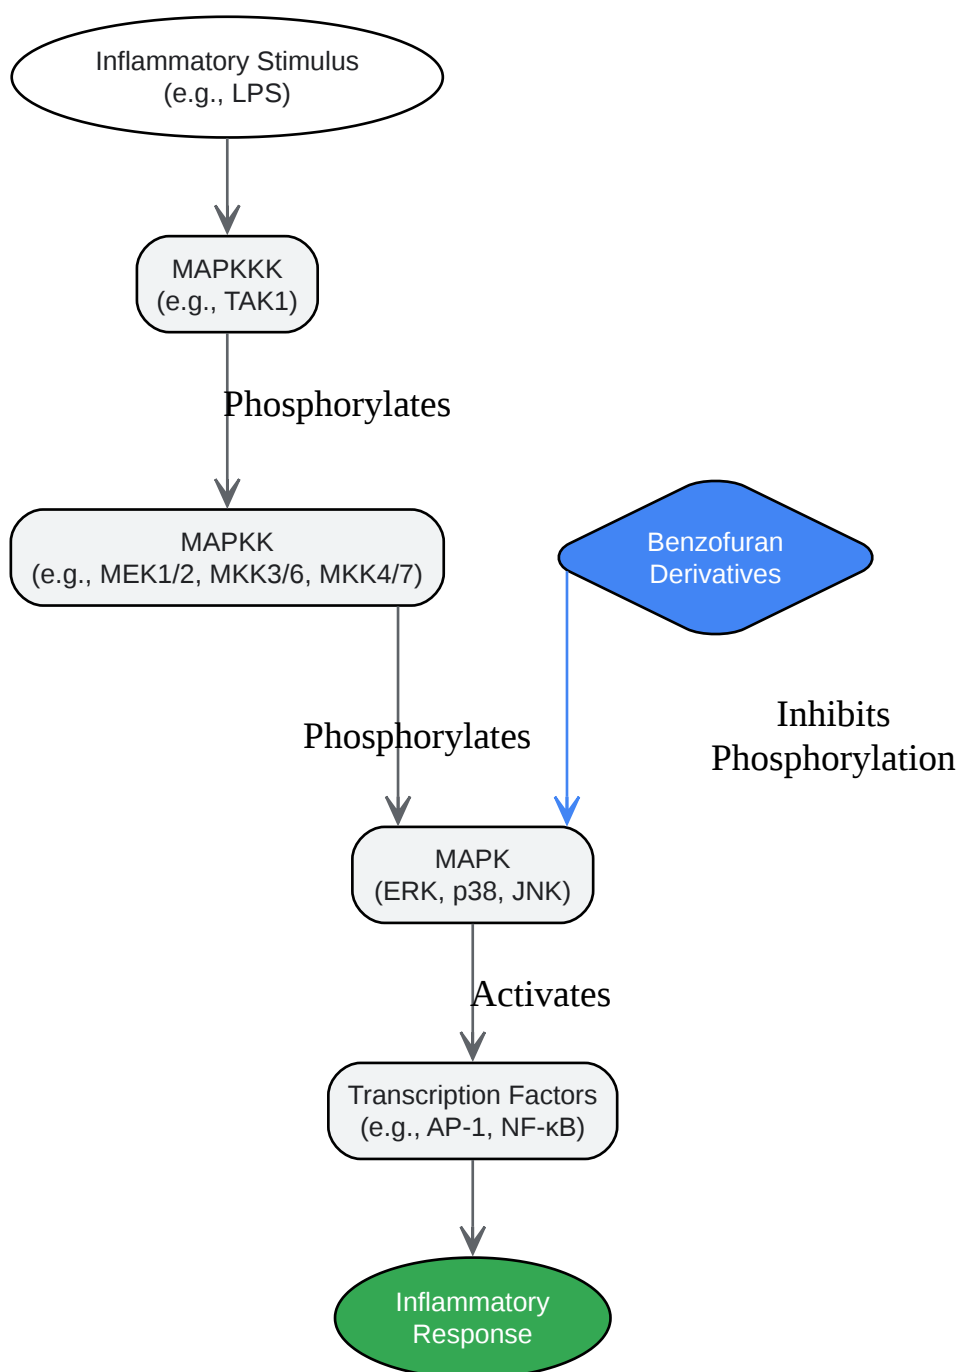 Inflammatory Stimulus
(e.g., LPS)
MAPKKK
(e.g., TAK1)
Phosphorylates
MAPKK
(e.g., MEK1/2, MKK3/6, MKK4/7)
Benzofuran
Derivatives
Phosphorylates
Inhibits
Phosphorylation
MAPK
(ERK, p38, JNK)
Activates
Transcription Factors
(e.g., AP-1, NF-κB)
Inflammatory
Response